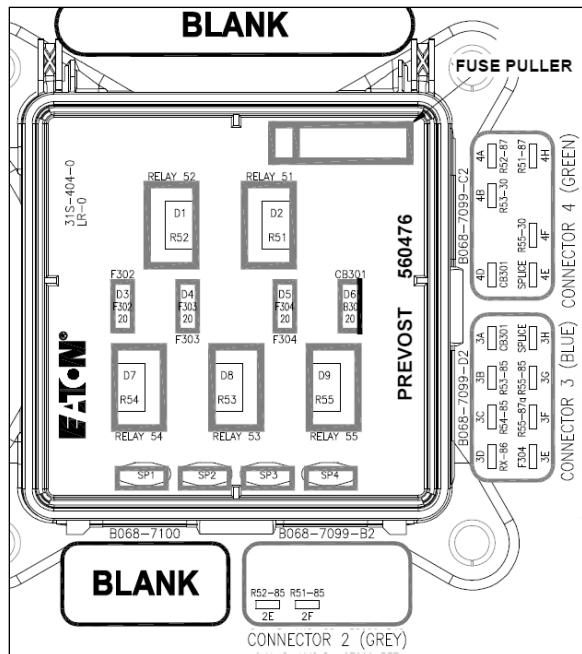 BLANK
FUSE PULLER
31S-404-0
LR-0
RELAY 52
RELAY 51
D1
R52
D2
R51
PREVOST 560476
F302
CB301
D3
F302
20
D4
F303
20
D5
F304
20
D6
B30
20
F303
F304
EATON®
D7
R54
D8
R53
D9
R55
RELAY 54
RELAY 53
RELAY 55
SP1
SP2
SP3
SP4
B068-7099-C2
4A
R52-87
R51-87
4H
4B
R53-30
R55-30
4F
4D
CB301
SPLICE
4E
CONNECTOR 4 (GREEN)
B068-7099-D2
3A
CB301
SPLICE
3H
3B
R53-85
R55-85
3G
3C
R54-85
R55-87a
3F
3D
RX-86
F304
3E
CONNECTOR 3 (BLUE)
B068-7100
B068-7099-B2
BLANK
R52-85
R51-85
2E
2F
CONNECTOR 2 (GREY)